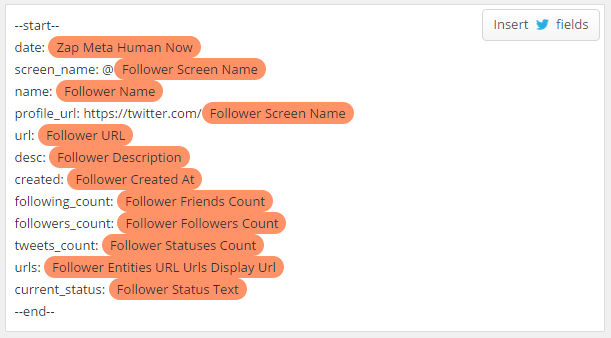 --start--
Insert fields
date: Zap Meta Human Now
screen_name: @ Follower Screen Name
name: Follower Name
profile_url: https://twitter.com/ Follower Screen Name
url: Follower URL
desc: Follower Description
created: Follower Created At
following_count: Follower Friends Count
followers_count: Follower Followers Count
tweets_count: Follower Statuses Count
urls: Follower Entities URL Urls Display Url
current_status: Follower Status Text
--end--